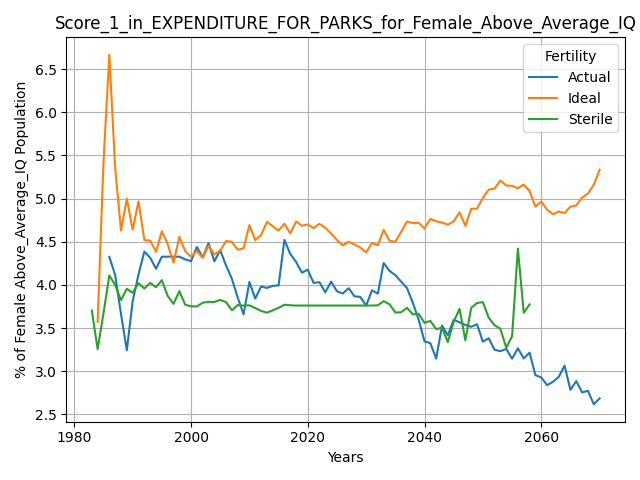 Score_1_in_EXPENDITURE_FOR_PARKS_for_Female_Above_Average_IQ
% of Female Above_Average_IQ Population
6.5
6.0
5.5
5.0
4.5
4.0
3.5
3.0
2.5
Fertility
Actual
Ideal
Sterile
1980 2000 2020 2040 2060
Years